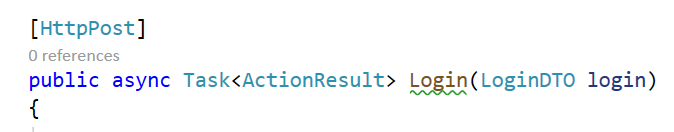 [HttpPost]
0 references
public async Task<ActionResult> Login(LoginDTO login)
{